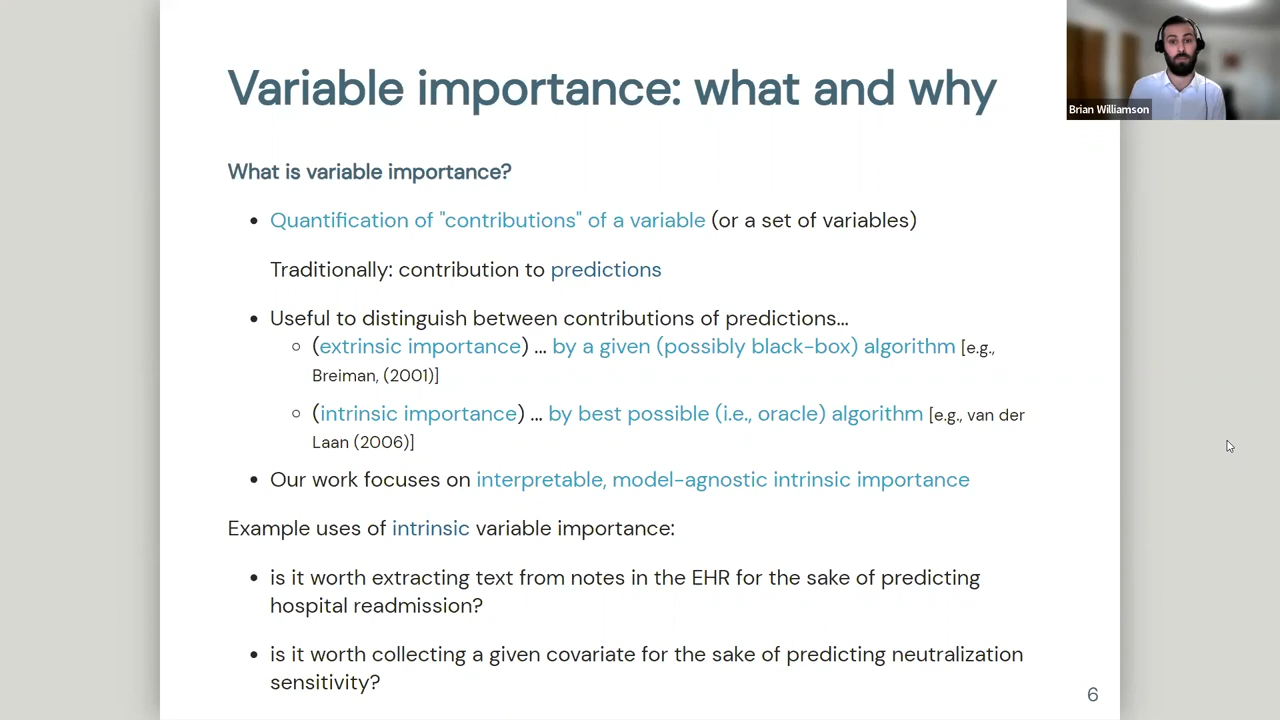 Variable importance: what and why
Brian Williamson
What is variable importance?
• Quantification of "contributions" of a variable (or a set of variables)
Traditionally: contribution to predictions
• Useful to distinguish between contributions of predictions...
○ (extrinsic importance) ... by a given (possibly black-box) algorithm [e.g.,
Breiman, (2001)]
○ (intrinsic importance) ... by best possible (i.e., oracle) algorithm [e.g., van der
Laan (2006)]
• Our work focuses on interpretable, model-agnostic intrinsic importance
Example uses of intrinsic variable importance:
• is it worth extracting text from notes in the EHR for the sake of predicting
hospital readmission?
• is it worth collecting a given covariate for the sake of predicting neutralization
sensitivity?
6